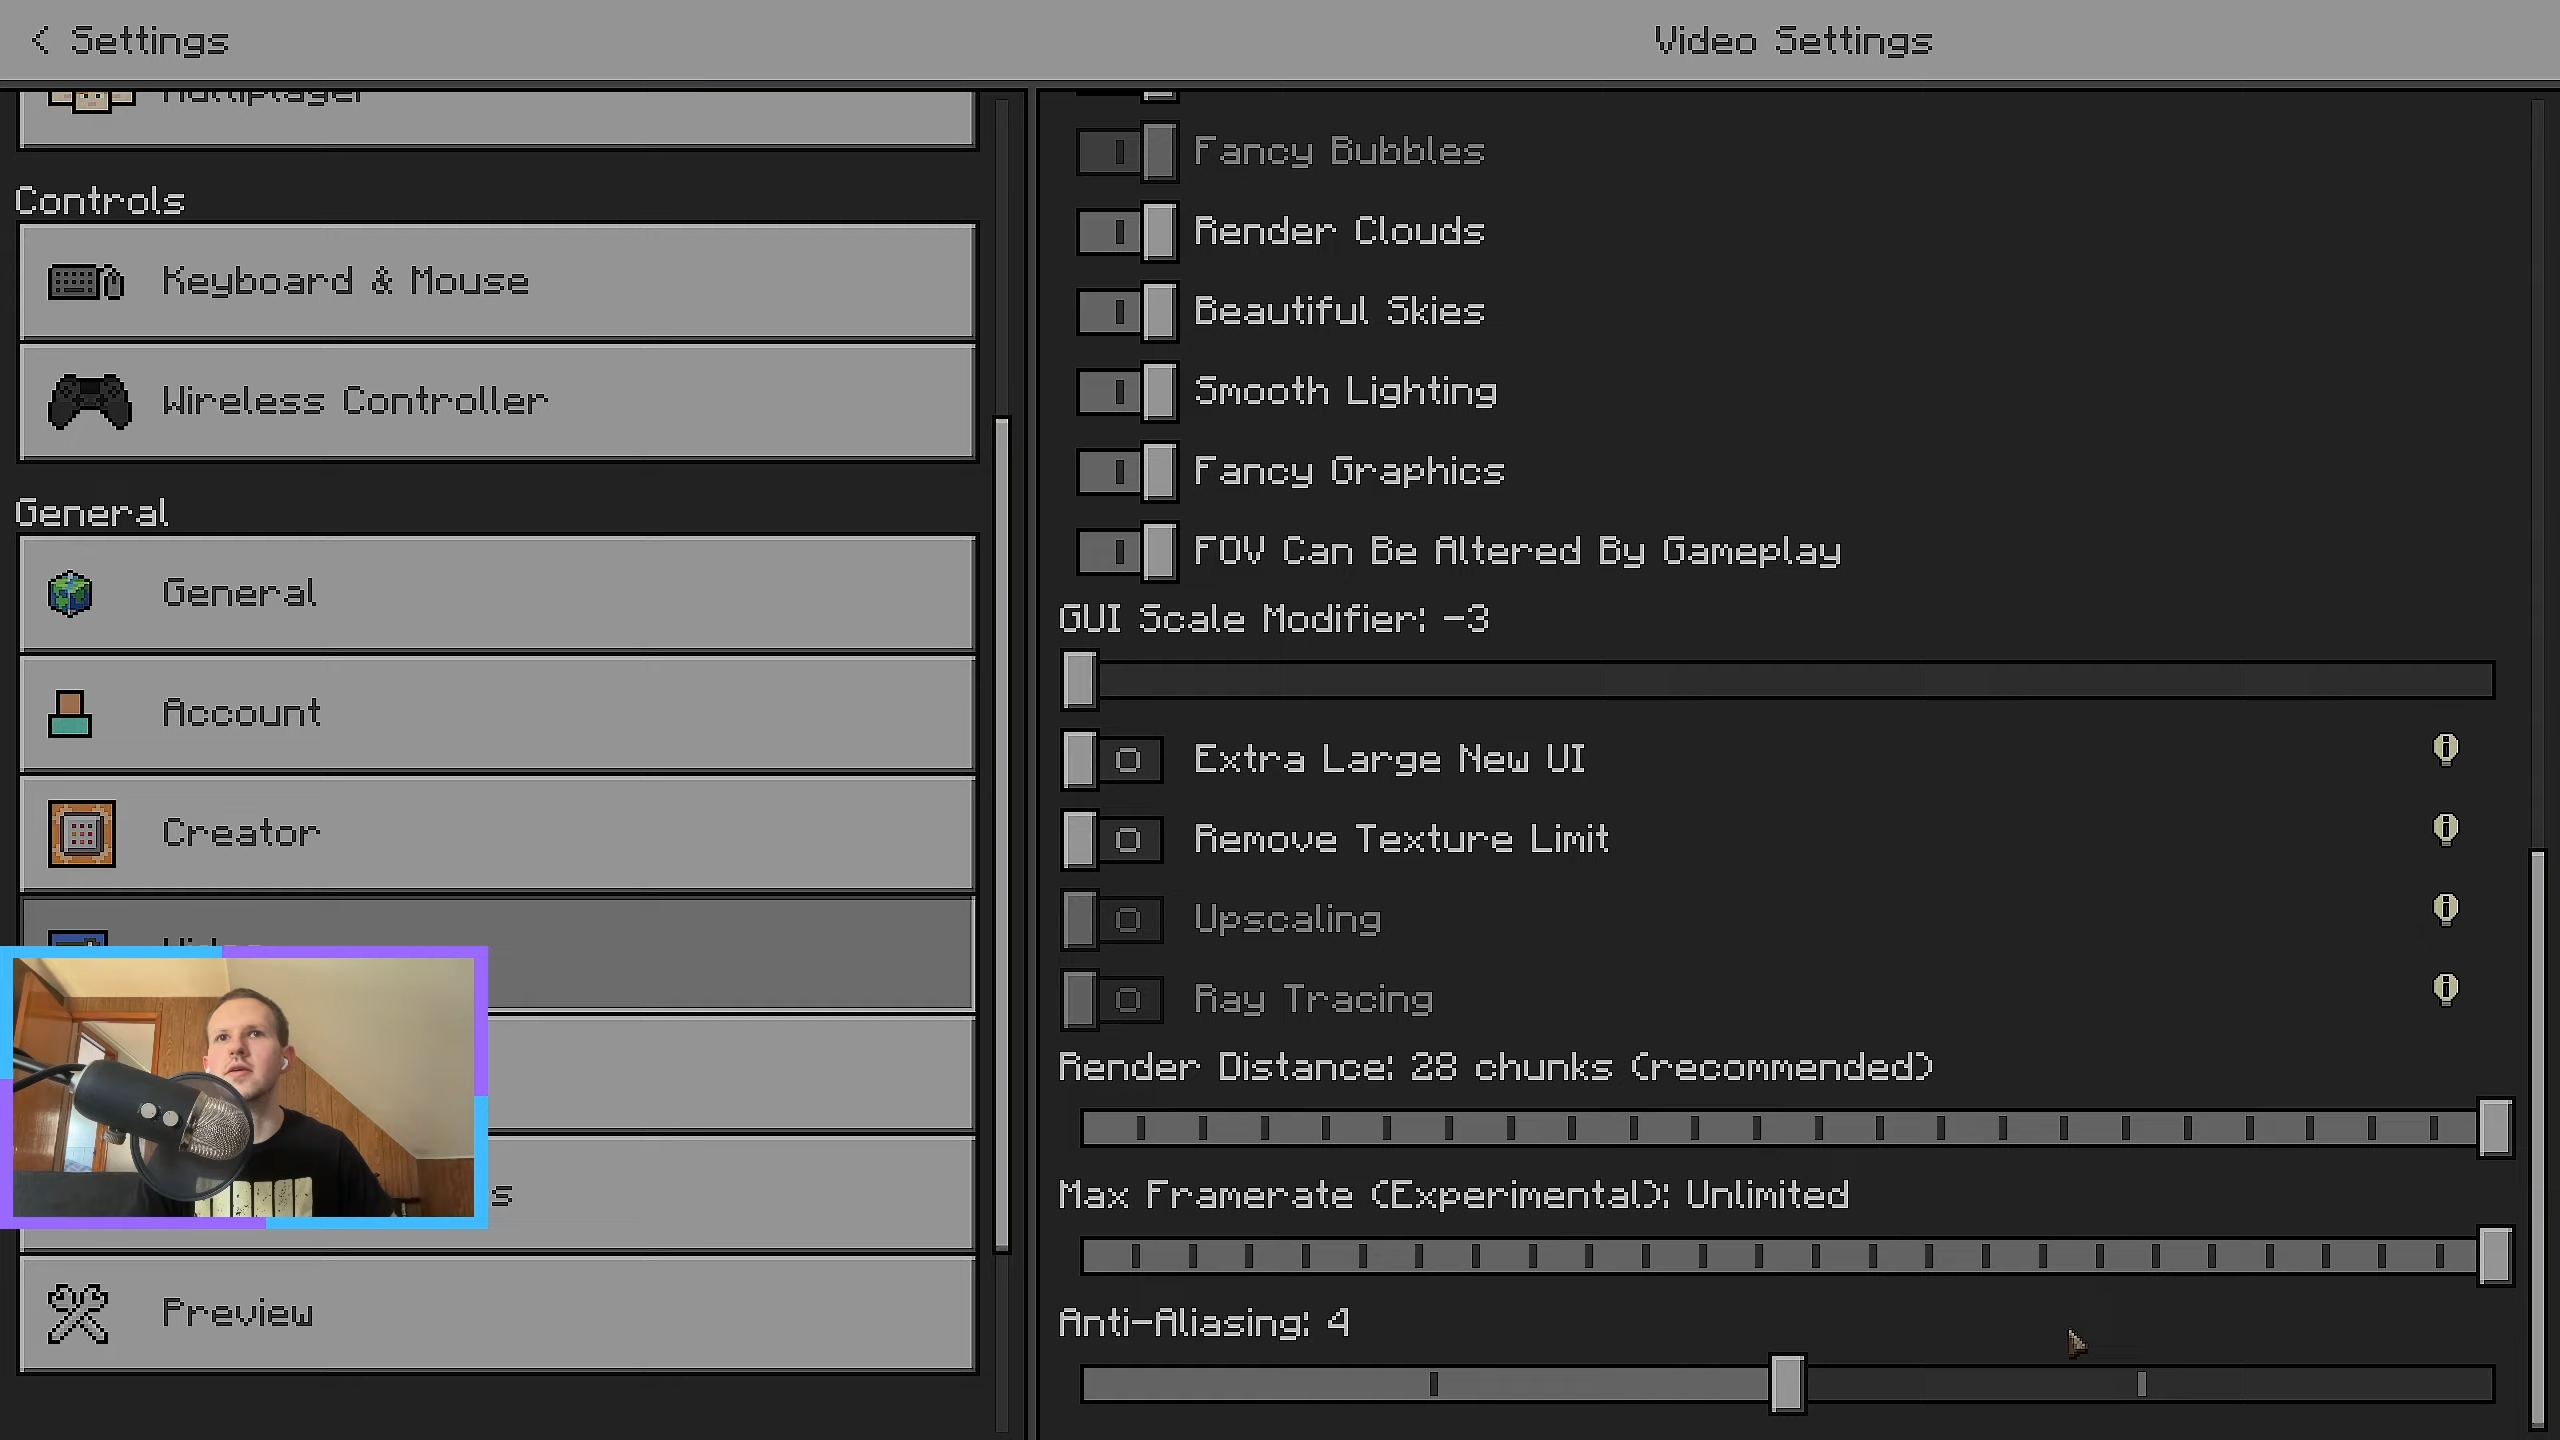 Settings
Video Settings
Multiplayer
Controls
Keyboard & Mouse
Wireless Controller
General
General
Account
Creator
Video
s
Preview
Fancy Bubbles
Render Clouds
Beautiful Skies
Smooth Lighting
Fancy Graphics
FOV Can Be Altered By Gameplay
GUI Scale Modifier: -3
Extra Large New UI
Remove Texture Limit
Upscaling
Ray Tracing
Render Distance: 28 chunks (recommended)
Max Framerate (Experimental): Unlimited
Anti-Aliasing: 4